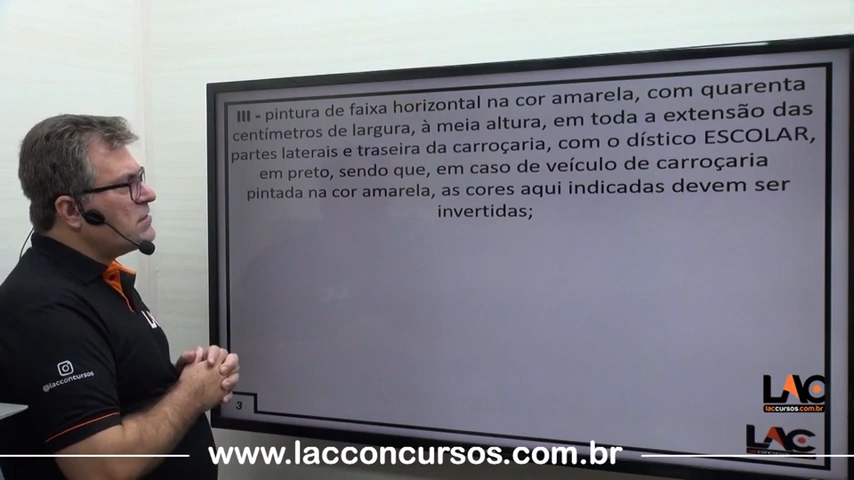 III - pintura de faixa horizontal na cor amarela, com quarenta
centímetros de largura, à meia altura, em toda a extensão das
partes laterais e traseira da carroçaria, com o dístico ESCOLAR,
em preto, sendo que, em caso de veículo de carroçaria
pintada na cor amarela, as cores aqui indicadas devem ser
invertidas;
@lacconcursos
3
LAC
laccursos.com.br
LAC
www.lacconcursos.com.br